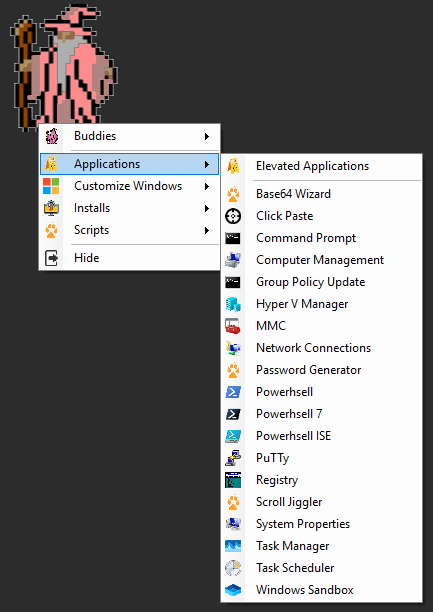 Buddies
Applications
Customize Windows
Installs
Scripts
Hide
Elevated Applications
Base64 Wizard
Click Paste
Command Prompt
Computer Management
Group Policy Update
Hyper V Manager
MMC
Network Connections
Password Generator
Powerhsell
Powerhsell 7
Powerhsell ISE
PuTTy
Registry
Scroll Jiggler
System Properties
Task Manager
Task Scheduler
Windows Sandbox